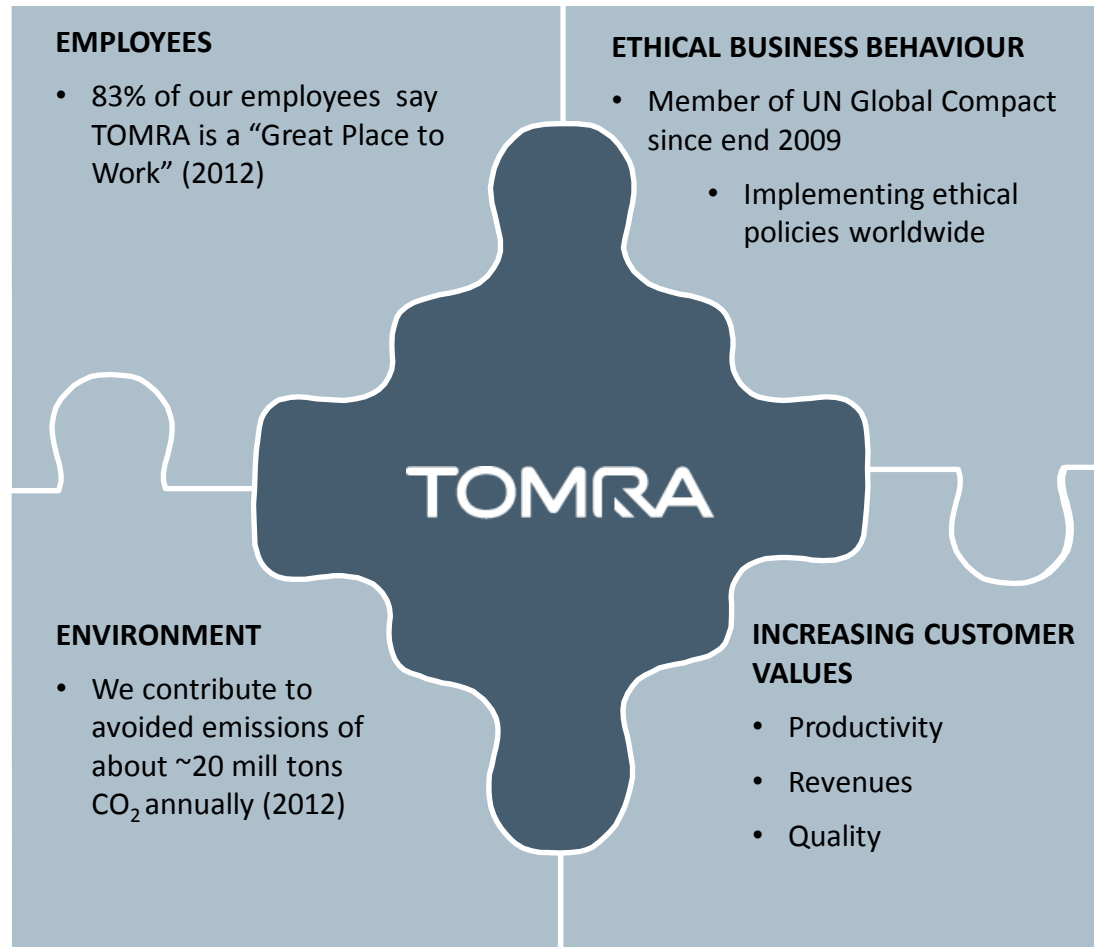 EMPLOYEES
• 83% of our employees say
TOMRA is a “Great Place to
Work” (2012)
ETHICAL BUSINESS BEHAVIOUR
• Member of UN Global Compact
since end 2009
• Implementing ethical
policies worldwide
TOMRA
ENVIRONMENT
• We contribute to
avoided emissions of
about ~20 mill tons
CO₂ annually (2012)
INCREASING CUSTOMER
VALUES
• Productivity
• Revenues
• Quality